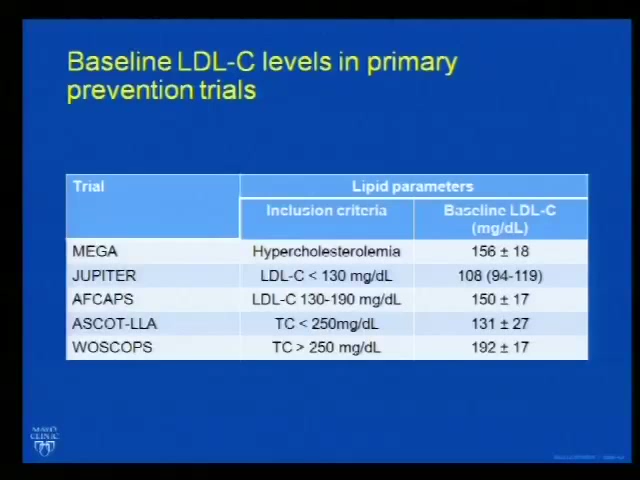 Baseline LDL-C levels in primary
prevention trials
Trial Lipid parameters
Inclusion criteria Baseline LDL-C
(mg/dL)
MEGA Hypercholesterolemia 156 ± 18
JUPITER LDL-C < 130 mg/dL 108 (94-119)
AFCAPS LDL-C 130-190 mg/dL 150 ± 17
ASCOT-LLA TC < 250mg/dL 131 ± 27
WOSCOPS TC > 250 mg/dL 192 ± 17
MAYO
CLINIC